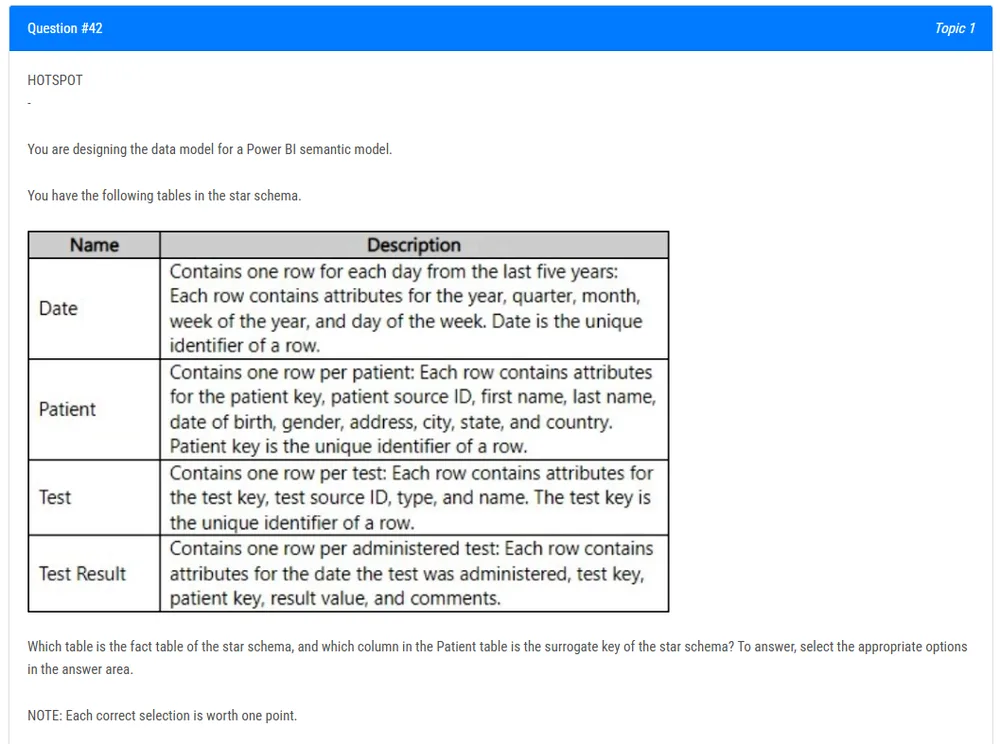 Question #42
Topic 1
HOTSPOT
-
You are designing the data model for a Power BI semantic model.
You have the following tables in the star schema.
Name
Description
Date
Contains one row for each day from the last five years:
Each row contains attributes for the year, quarter, month,
week of the year, and day of the week. Date is the unique
identifier of a row.
Patient
Contains one row per patient: Each row contains attributes
for the patient key, patient source ID, first name, last name,
date of birth, gender, address, city, state, and country.
Patient key is the unique identifier of a row.
Test
Contains one row per test: Each row contains attributes for
the test key, test source ID, type, and name. The test key is
the unique identifier of a row.
Test Result
Contains one row per administered test: Each row contains
attributes for the date the test was administered, test key,
patient key, result value, and comments.
Which table is the fact table of the star schema, and which column in the Patient table is the surrogate key of the star schema? To answer, select the appropriate options
in the answer area.
NOTE: Each correct selection is worth one point.